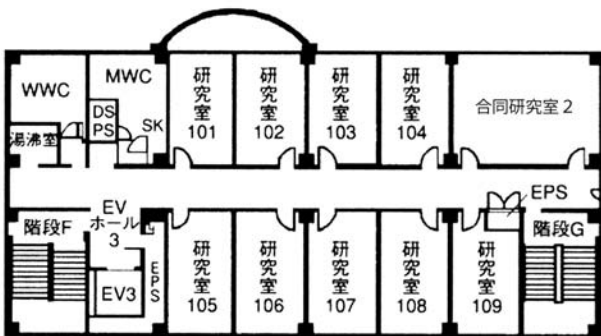 WWC
MWC
DS
PS
SK
湯沸室
研究室
101
研究室
102
研究室
103
研究室
104
合同研究室2
EPS
EV
ホール
3
階段F
EV3
EPS
研究室
105
研究室
106
研究室
107
研究室
108
研究室
109
階段G